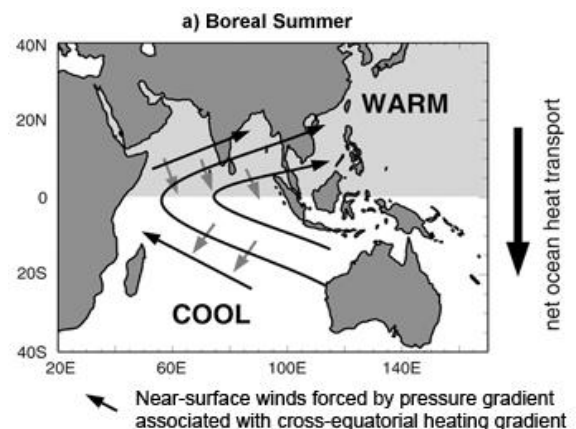 a) Boreal Summer
40N
20N
0
20S
40S
WARM
COOL
20E
60E
100E
140E
net ocean heat transport
Near-surface winds forced by pressure gradient
associated with cross-equatorial heating gradient